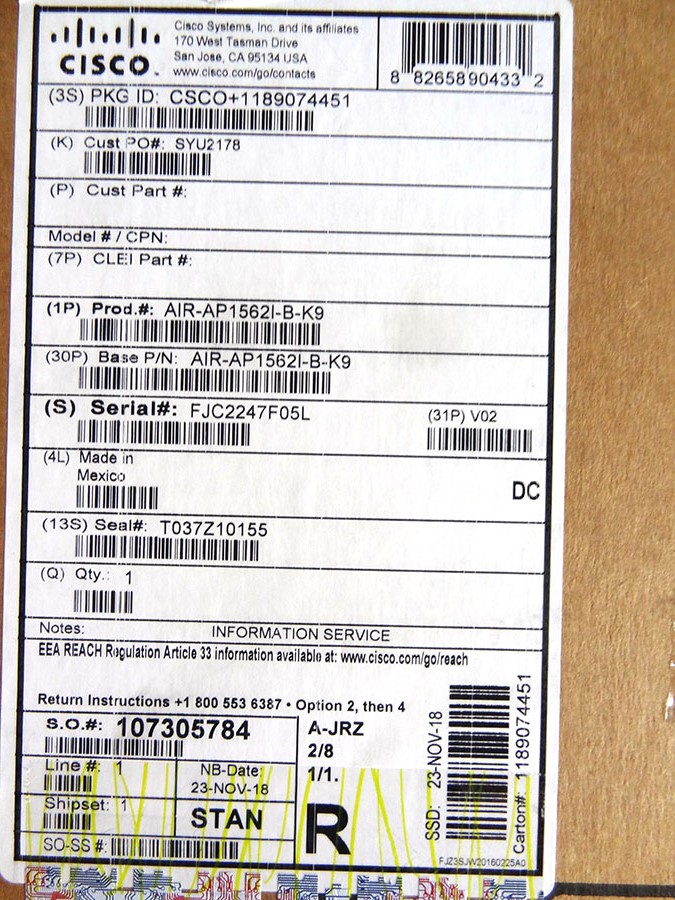 CISCO
Cisco Systems, Inc. and its affiliates
170 West Tasman Drive
San Jose, CA 95134 USA
www.cisco.com/go/contacts
8 8265890433 2
(3S) PKG ID: CSCO+1189074451
(K) Cust PO#: SYU2178
(P) Cust Part #:
Model # / CPN:
(7P) CLEI Part #:
(1P) Prod.#: AIR-AP1562I-B-K9
(30P) Base P/N: AIR-AP1562I-B-K9
(S) Serial#: FJC2247F05L
(31P) V02
(4L) Made in
Mexico
DC
(13S) Seal#: T037Z10155
(Q) Qty.: 1
Notes: INFORMATION SERVICE
EEA REACH Regulation Article 33 information available at: www.cisco.com/go/reach
Return Instructions +1 800 553 6387 • Option 2, then 4
S.O.#: 107305784
Line #: 1
NB-Date:
23-NOV-18
Shipset: 1
STAN
SO-SS #:
A-JRZ
2/8
1/1.
R
SSD: 23-NOV-18
Carton#: 1189074451
FJZ3SJW20160225A0